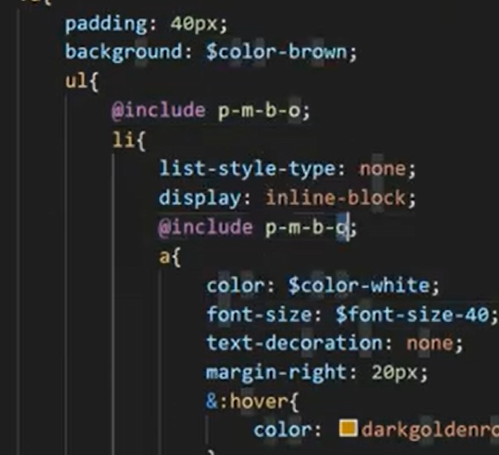 padding: 40px;
background: $color-brown;
ul{
@include p-m-b-o;
li{
list-style-type: none;
display: inline-block;
@include p-m-b-o;
a{
color: $color-white;
font-size: $font-size-40;
text-decoration: none;
margin-right: 20px;
&:hover{
color: